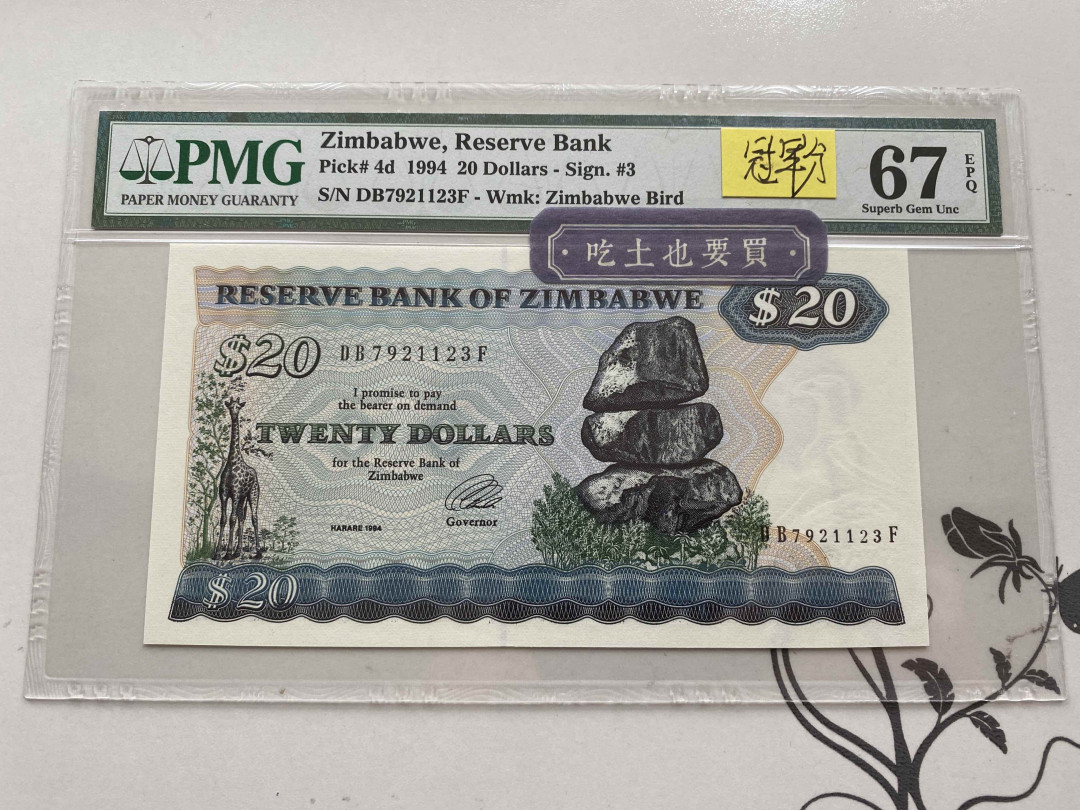 PMG
PAPER MONEY GUARANTY
Zimbabwe, Reserve Bank
Pick# 4d 1994 20 Dollars - Sign. #3
S/N DB7921123F - Wmk: Zimbabwe Bird
冠军分
67
EPQ
Superb Gem Unc
·吃土也要買·
RESERVE BANK OF ZIMBABWE
$20
$20
DB7921123F
I promise to pay
the bearer on demand
TWENTY DOLLARS
for the Reserve Bank of
Zimbabwe
Governor
HARARE 1994
DB7921123F
$20